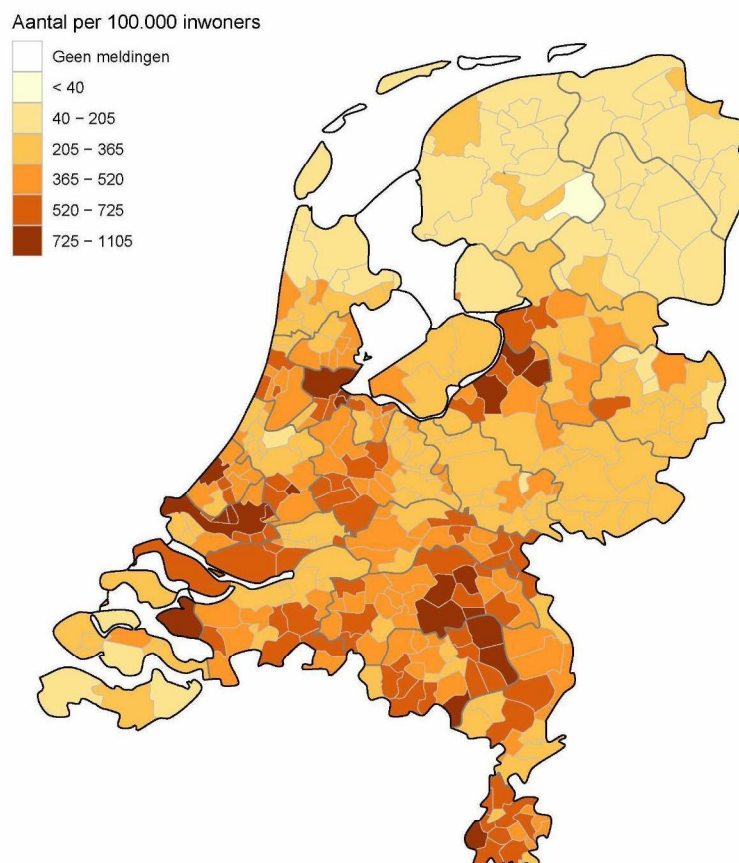 Aantal per 100.000 inwoners
Geen meldingen
< 40
40 – 205
205 – 365
365 – 520
520 – 725
725 – 1105